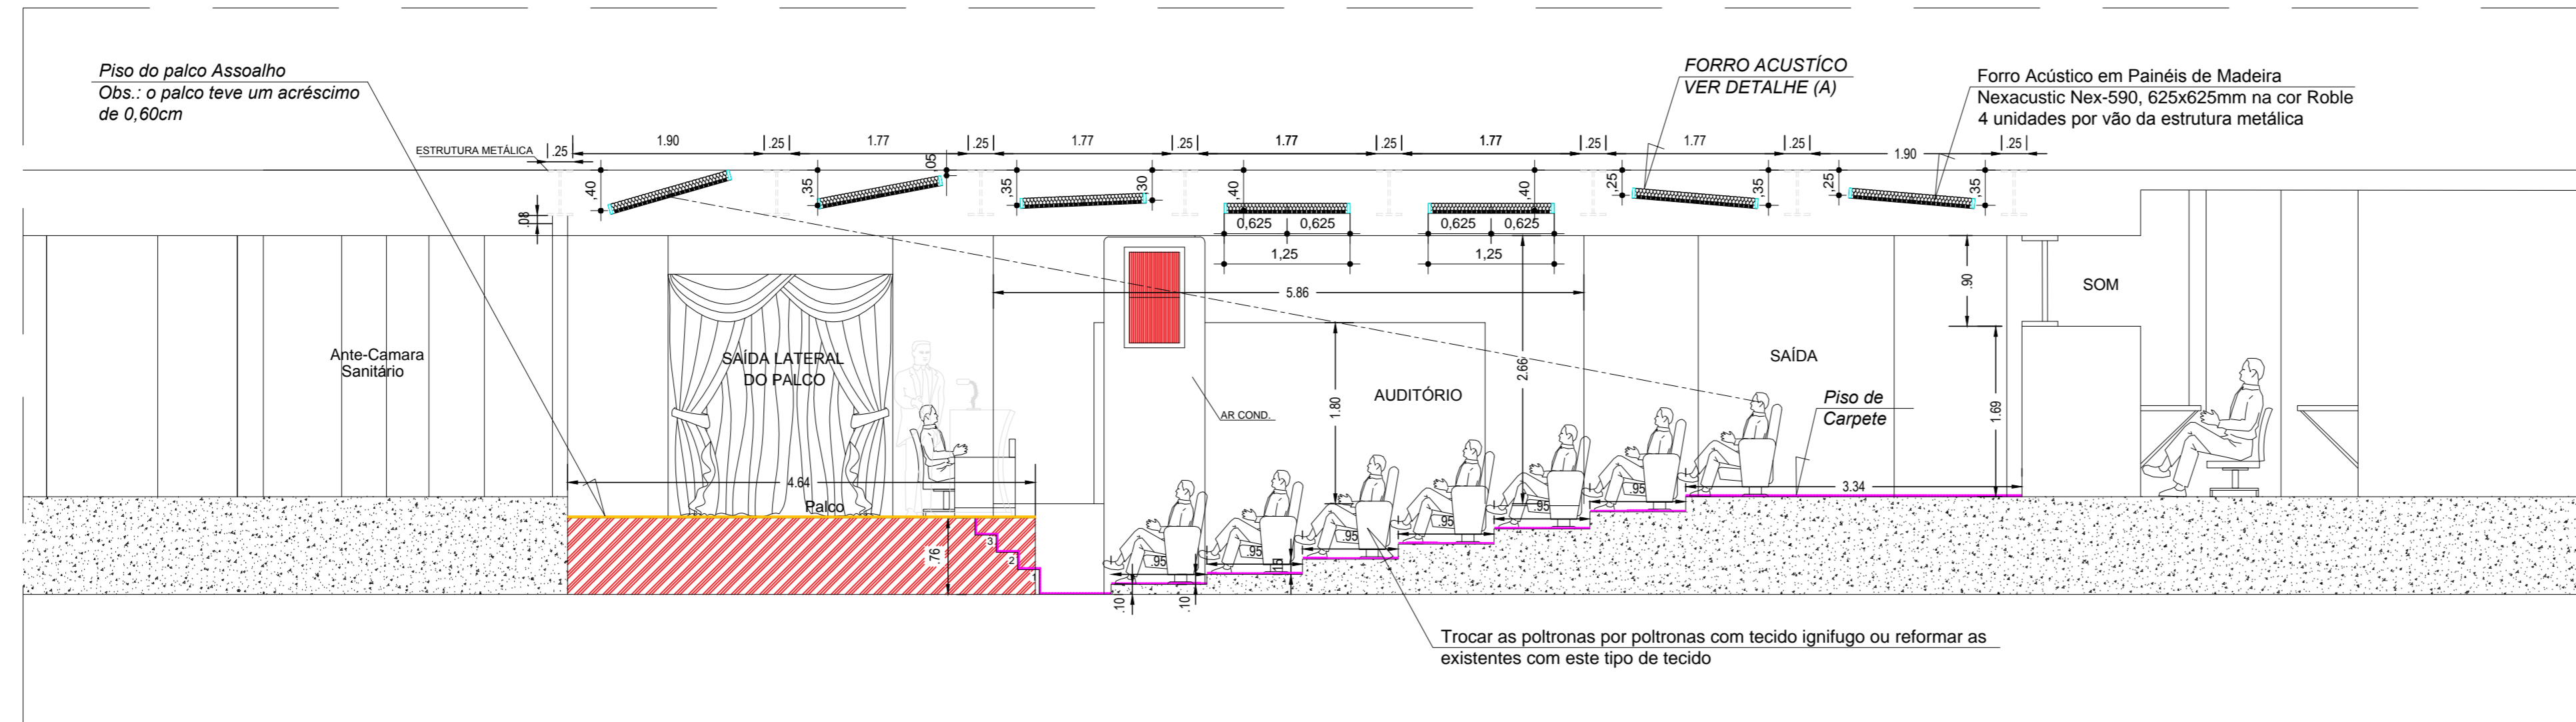 Piso do palco Assoalho
Obs.: o palco teve um acréscimo
de 0,60cm
FORRO ACUSTÍCO
VER DETALHE (A)
Forro Acústico em Painéis de Madeira
Nexacustic Nex-590, 625x625mm na cor Roble
4 unidades por vão da estrutura metálica
ESTRUTURA METÁLICA
.25 1.90 .25 1.77 .25 1.77 .25 1.77 .25 1.77 .25 1.77 .25 1.90 .25
,40 ,35 ,05 ,35 ,30 ,40 ,40 ,25 ,35 ,25 ,35
.08
0,625 0,625 0,625 0,625
1,25 1,25
5.86
.90
SOM
Ante-Camara
Sanitário
SAÍDA LATERAL
DO PALCO
AR COND.
1.80
AUDITÓRIO
2.66
SAÍDA
Piso de
Carpete
1.69
4.64
Palco
3.34
.76
3
2
1
.95 .95 .95 .95 .95 .95
.10 .10 .15
Trocar as poltronas por poltronas com tecido ignifugo ou reformar as
existentes com este tipo de tecido